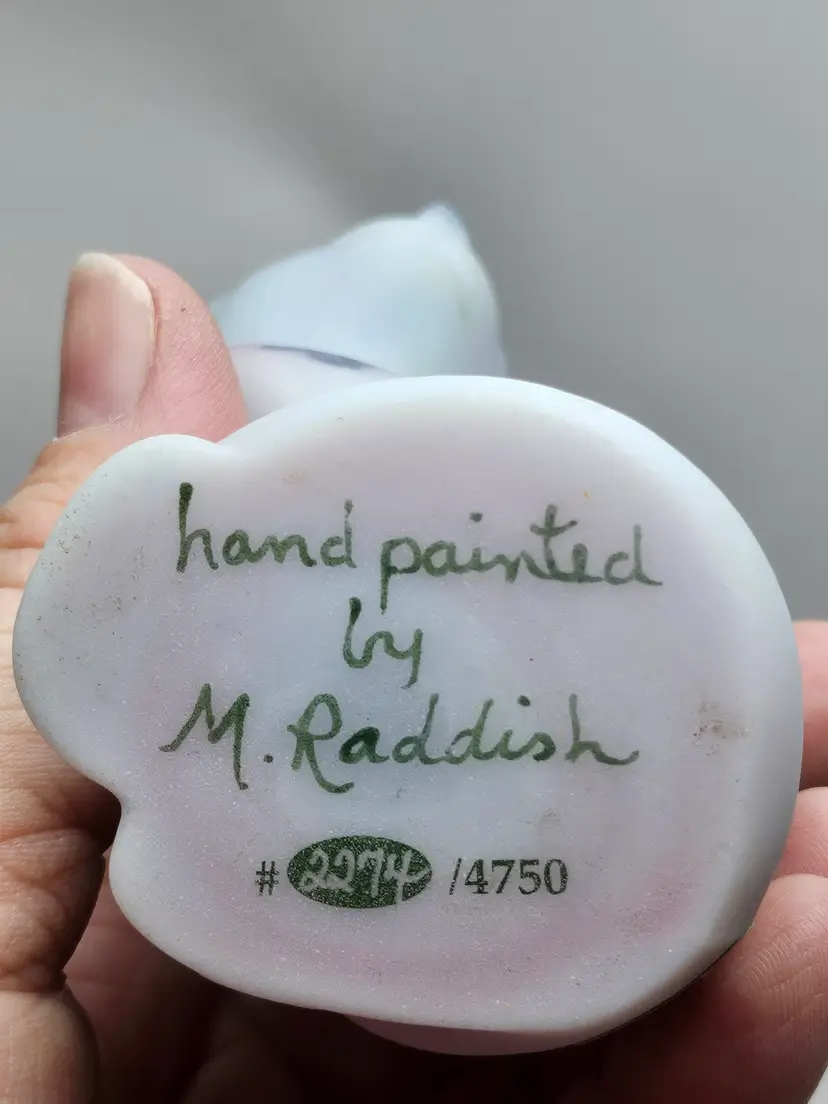 hand painted
by
M. Raddish
# 2274 /4750